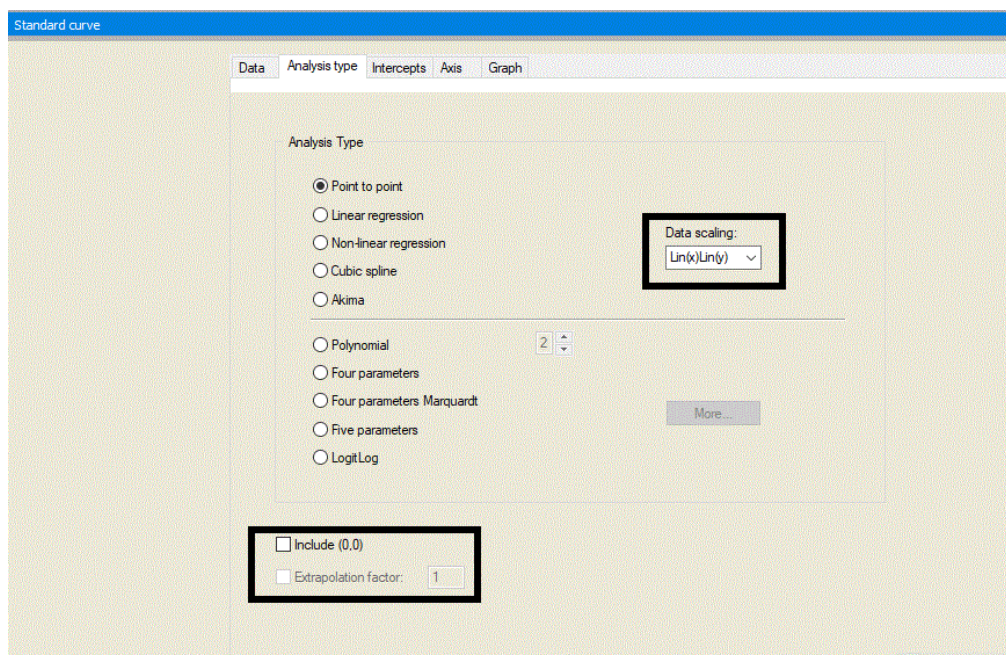 Standard curve
Data Analysis type Intercepts Axis Graph
Analysis Type
Point to point
Linear regression
Non-linear regression
Cubic spline
Akima
Data scaling:
Lin(x)Lin(y)
Polynomial 2
Four parameters
Four parameters Marquardt
Five parameters
LogitLog
More...
Include (0,0)
Extrapolation factor: 1